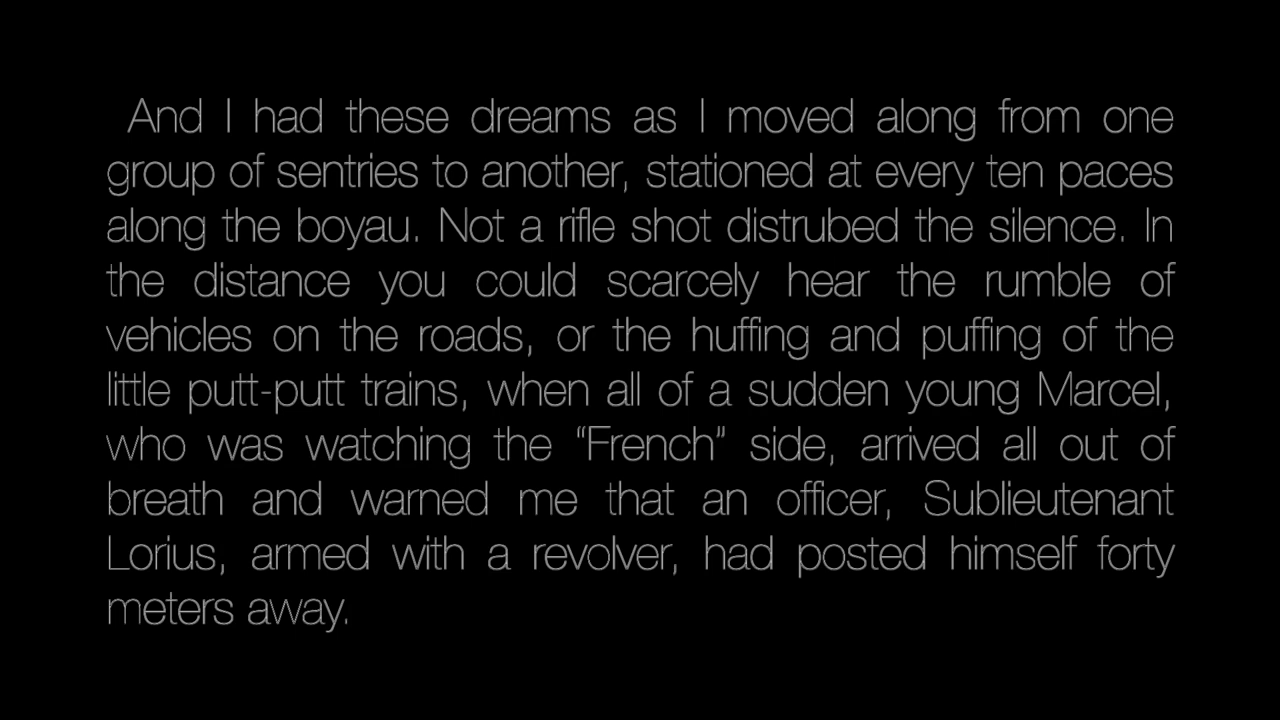 And I had these dreams as I moved along from one
group of sentries to another, stationed at every ten paces
along the boyau. Not a rifle shot distrubed the silence. In
the distance you could scarcely hear the rumble of
vehicles on the roads, or the huffing and puffing of the
little putt-putt trains, when all of a sudden young Marcel,
who was watching the “French” side, arrived all out of
breath and warned me that an officer, Sublieutenant
Lorius, armed with a revolver, had posted himself forty
meters away.